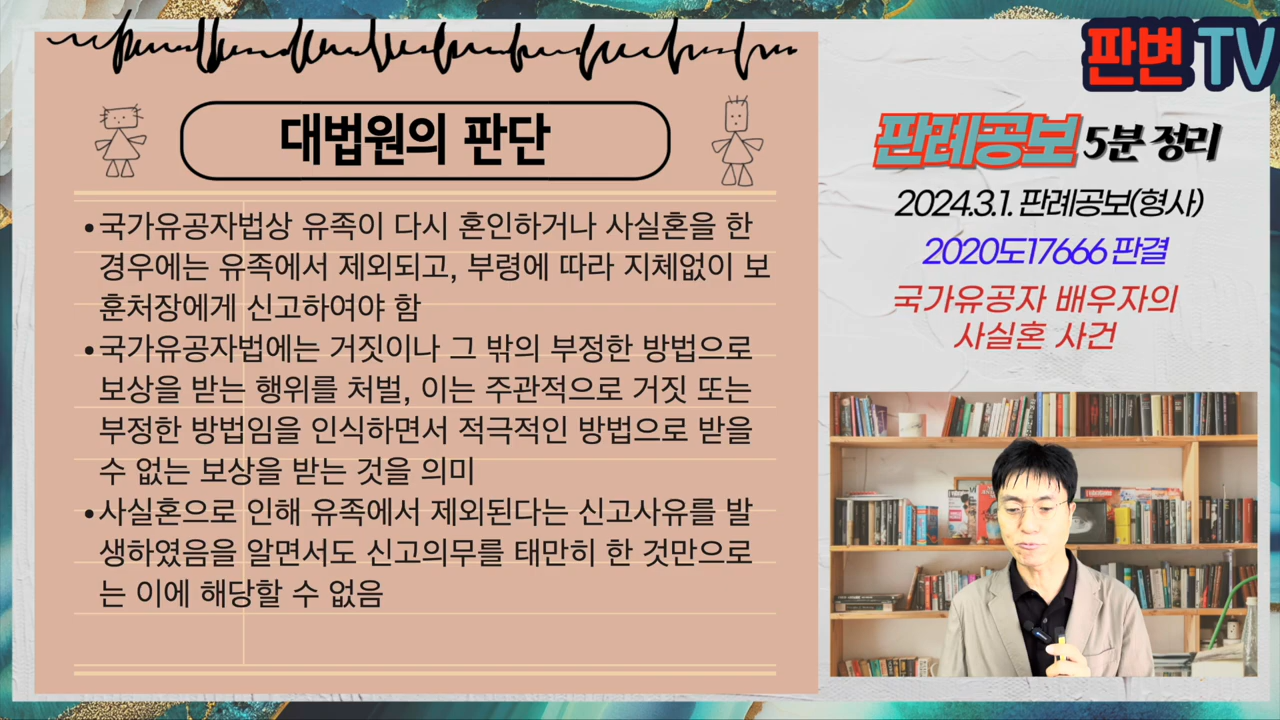 판변 TV
대법원의 판단
•국가유공자법상 유족이 다시 혼인하거나 사실혼을 한
경우에는 유족에서 제외되고, 부령에 따라 지체없이 보
훈처장에게 신고하여야 함
•국가유공자법에는 거짓이나 그 밖의 부정한 방법으로
보상을 받는 행위를 처벌, 이는 주관적으로 거짓 또는
부정한 방법임을 인식하면서 적극적인 방법으로 받을
수 없는 보상을 받는 것을 의미
•사실혼으로 인해 유족에서 제외된다는 신고사유를 발
생하였음을 알면서도 신고의무를 태만히 한 것만으로
는 이에 해당할 수 없음
판례공보 5분 정리
2024.3.1. 판례공보(형사)
2020도17666 판결
국가유공자 배우자의
사실혼 사건